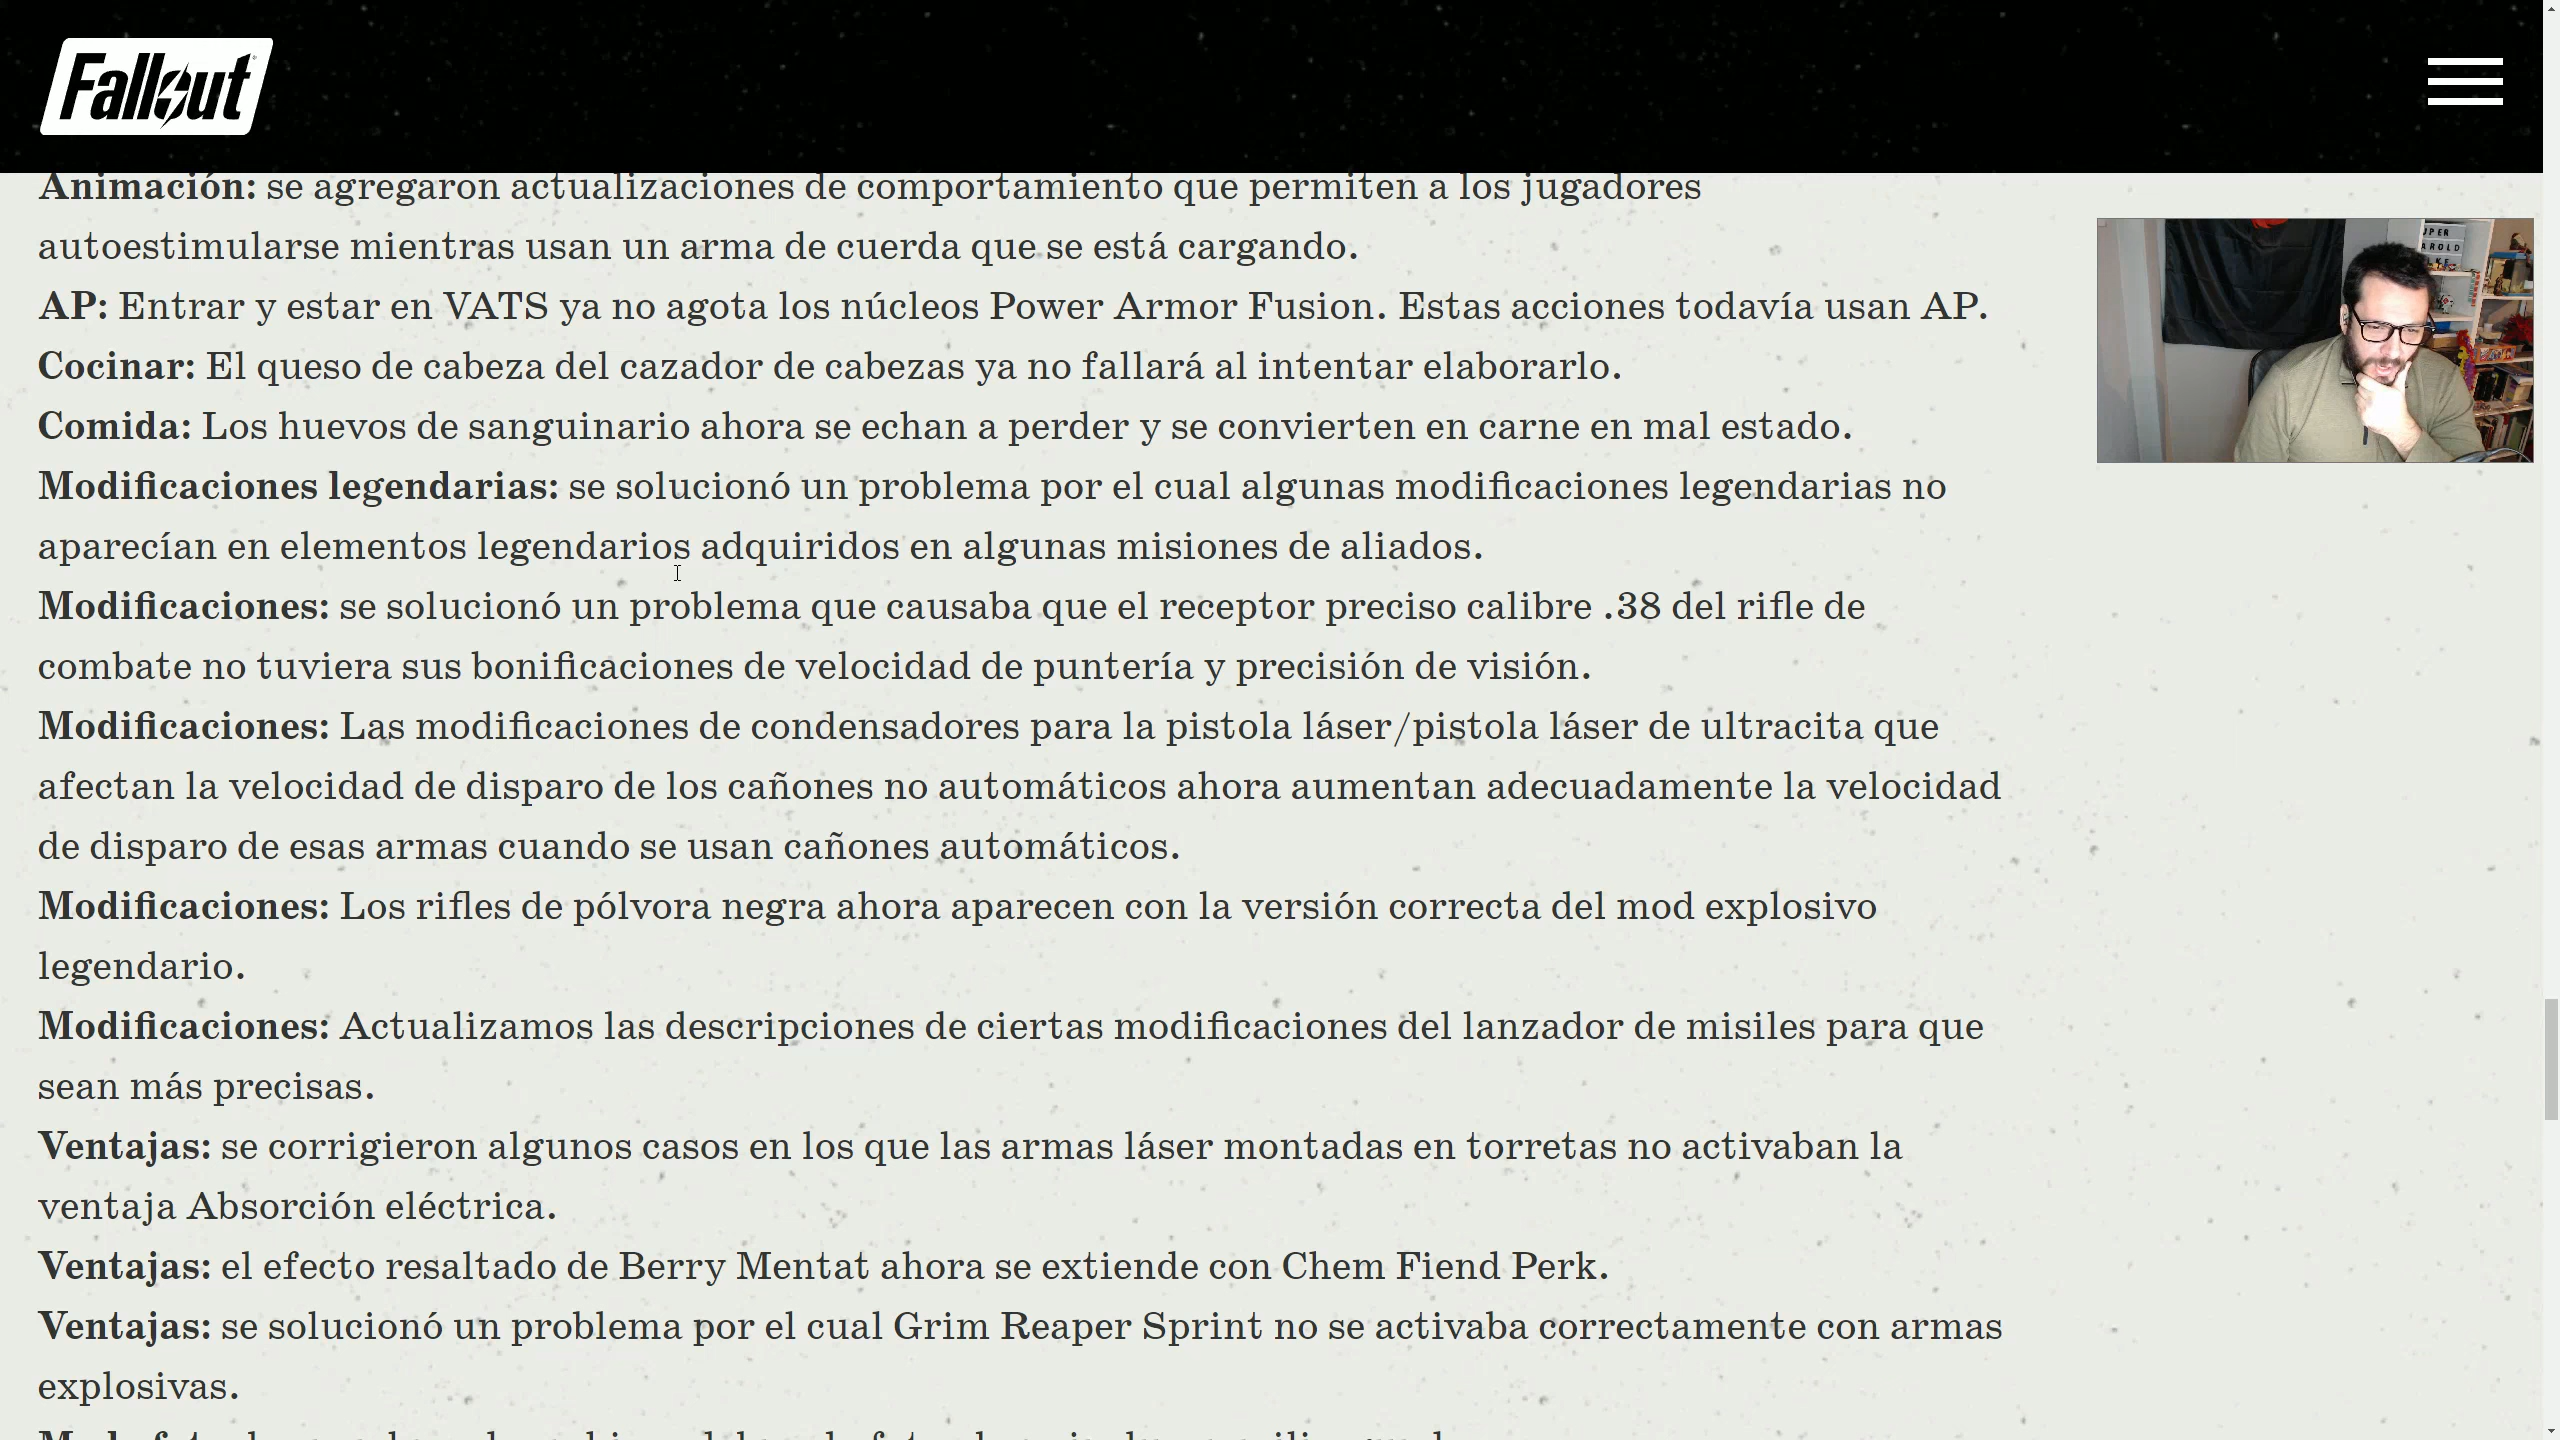 Fallout
Animación: se agregaron actualizaciones de comportamiento que permiten a los jugadores
autoestimularse mientras usan un arma de cuerda que se está cargando.
AP: Entrar y estar en VATS ya no agota los núcleos Power Armor Fusion. Estas acciones todavía usan AP.
Cocinar: El queso de cabeza del cazador de cabezas ya no fallará al intentar elaborarlo.
Comida: Los huevos de sanguinario ahora se echan a perder y se convierten en carne en mal estado.
Modificaciones legendarias: se solucionó un problema por el cual algunas modificaciones legendarias no
aparecían en elementos legendarios adquiridos en algunas misiones de aliados.
Modificaciones: se solucionó un problema que causaba que el receptor preciso calibre .38 del rifle de
combate no tuviera sus bonificaciones de velocidad de puntería y precisión de visión.
Modificaciones: Las modificaciones de condensadores para la pistola láser/pistola láser de ultracita que
afectan la velocidad de disparo de los cañones no automáticos ahora aumentan adecuadamente la velocidad
de disparo de esas armas cuando se usan cañones automáticos.
Modificaciones: Los rifles de pólvora negra ahora aparecen con la versión correcta del mod explosivo
legendario.
Modificaciones: Actualizamos las descripciones de ciertas modificaciones del lanzador de misiles para que
sean más precisas.
Ventajas: se corrigieron algunos casos en los que las armas láser montadas en torretas no activaban la
ventaja Absorción eléctrica.
Ventajas: el efecto resaltado de Berry Mentat ahora se extiende con Chem Fiend Perk.
Ventajas: se solucionó un problema por el cual Grim Reaper Sprint no se activaba correctamente con armas
explosivas.